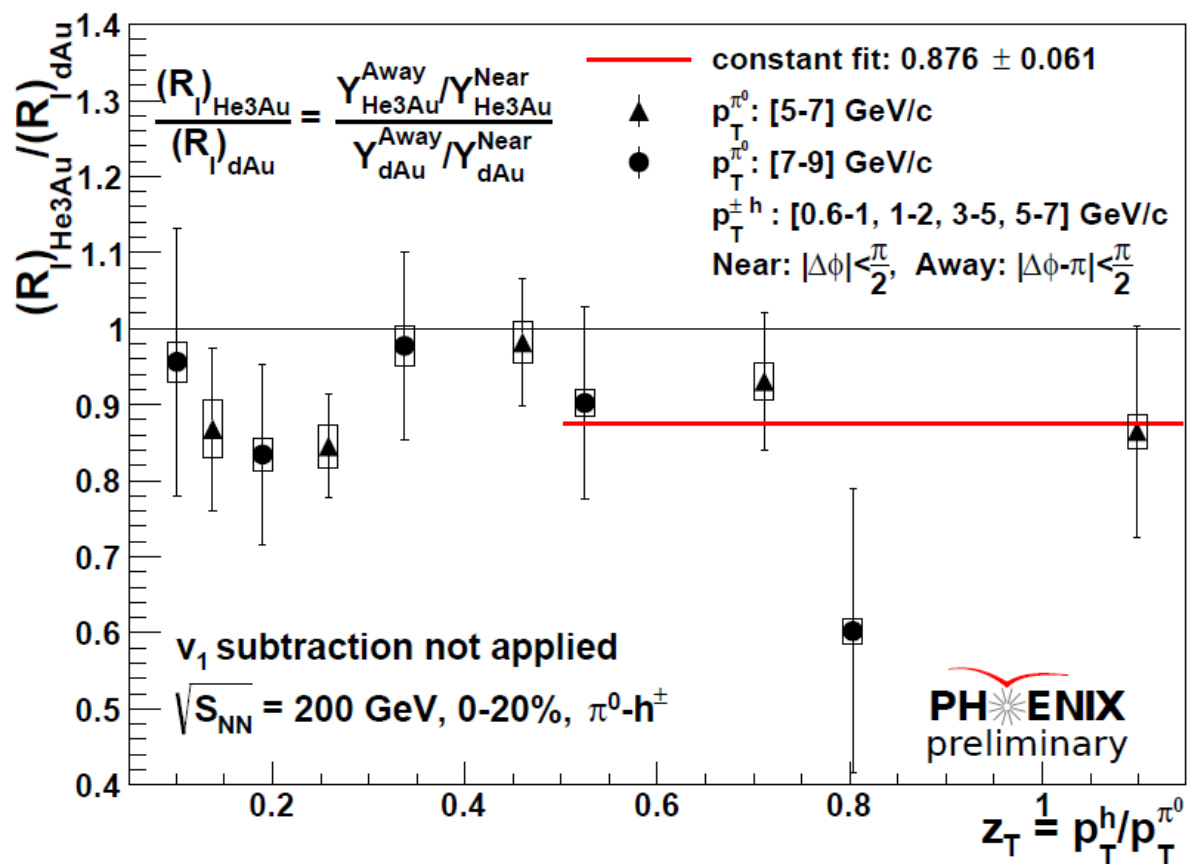 1.4
1.3
1.2
1.1
1
0.9
0.8
0.7
0.6
0.5
0.4
(R_I)_He3Au /(R_I)_dAu
(R_I)_He3Au / (R_I)_dAu = Y^Away_He3Au/Y^Near_He3Au / Y^Away_dAu/Y^Near_dAu
constant fit: 0.876 ± 0.061
p_T^π⁰: [5-7] GeV/c
p_T^π⁰: [7-9] GeV/c
p_T^± h : [0.6-1, 1-2, 3-5, 5-7] GeV/c
Near: |Δϕ|<π/2, Away: |Δϕ-π|<π/2
v₁ subtraction not applied
√S_NN = 200 GeV, 0-20%, π⁰-h^±
PHENIX
preliminary
0.2 0.4 0.6 0.8 1
z_T = p_T^h/p_T^π⁰